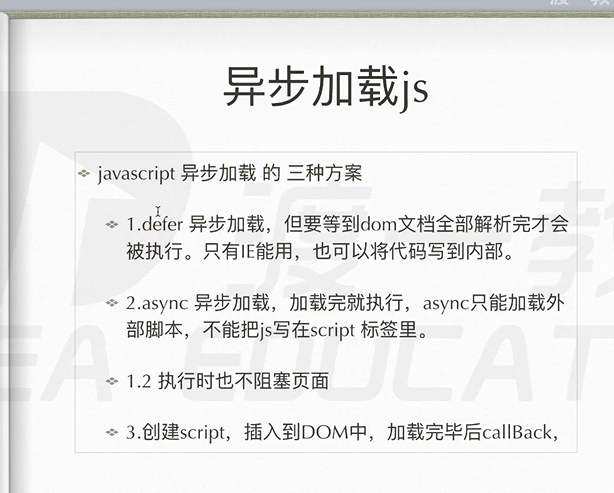 异步加载js
javascript 异步加载 的 三种方案
1.defer 异步加载，但要等到dom文档全部解析完才会
被执行。只有IE能用，也可以将代码写到内部。
2.async 异步加载，加载完就执行，async只能加载外
部脚本，不能把js写在script 标签里。
1.2 执行时也不阻塞页面
3.创建script，插入到DOM中，加载完毕后callBack，